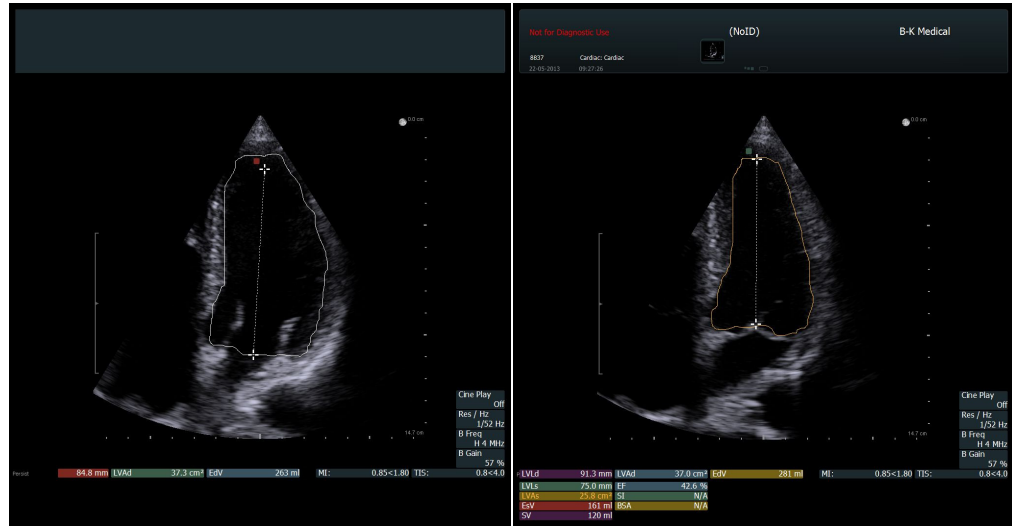 Not for Diagnostic Use
(NoID)
B-K Medical
8837
Cardiac: Cardiac
22-05-2013
09:27:26
0.0 cm
0.0 cm
Cine Play
Off
Res / Hz
1/52 Hz
B Freq
H 4 MHz
B Gain
57 %
14.7 cm
Cine Play
Off
Res / Hz
1/52 Hz
B Freq
H 4 MHz
B Gain
57 %
14.7 cm
Persist 84.8 mm LVAd 37.3 cm² EdV 263 ml MI: 0.85<1.80 TIS: 0.8<4.0
LVLd 91.3 mm LVAd 37.0 cm² EdV 281 ml MI: 0.85<1.80 TIS: 0.8<4.0
LVLs 75.0 mm EF 42.6 %
LVAs 25.8 cm² SI N/A
EsV 161 ml BSA N/A
SV 120 ml